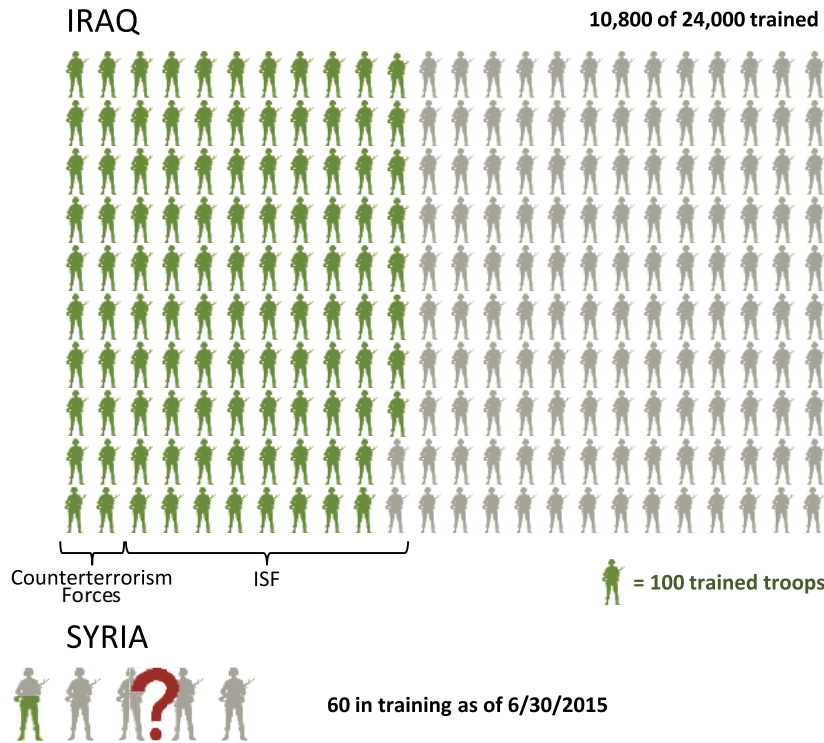 IRAQ
10,800 of 24,000 trained
Counterterrorism
Forces
ISF
= 100 trained troops
SYRIA
?
60 in training as of 6/30/2015